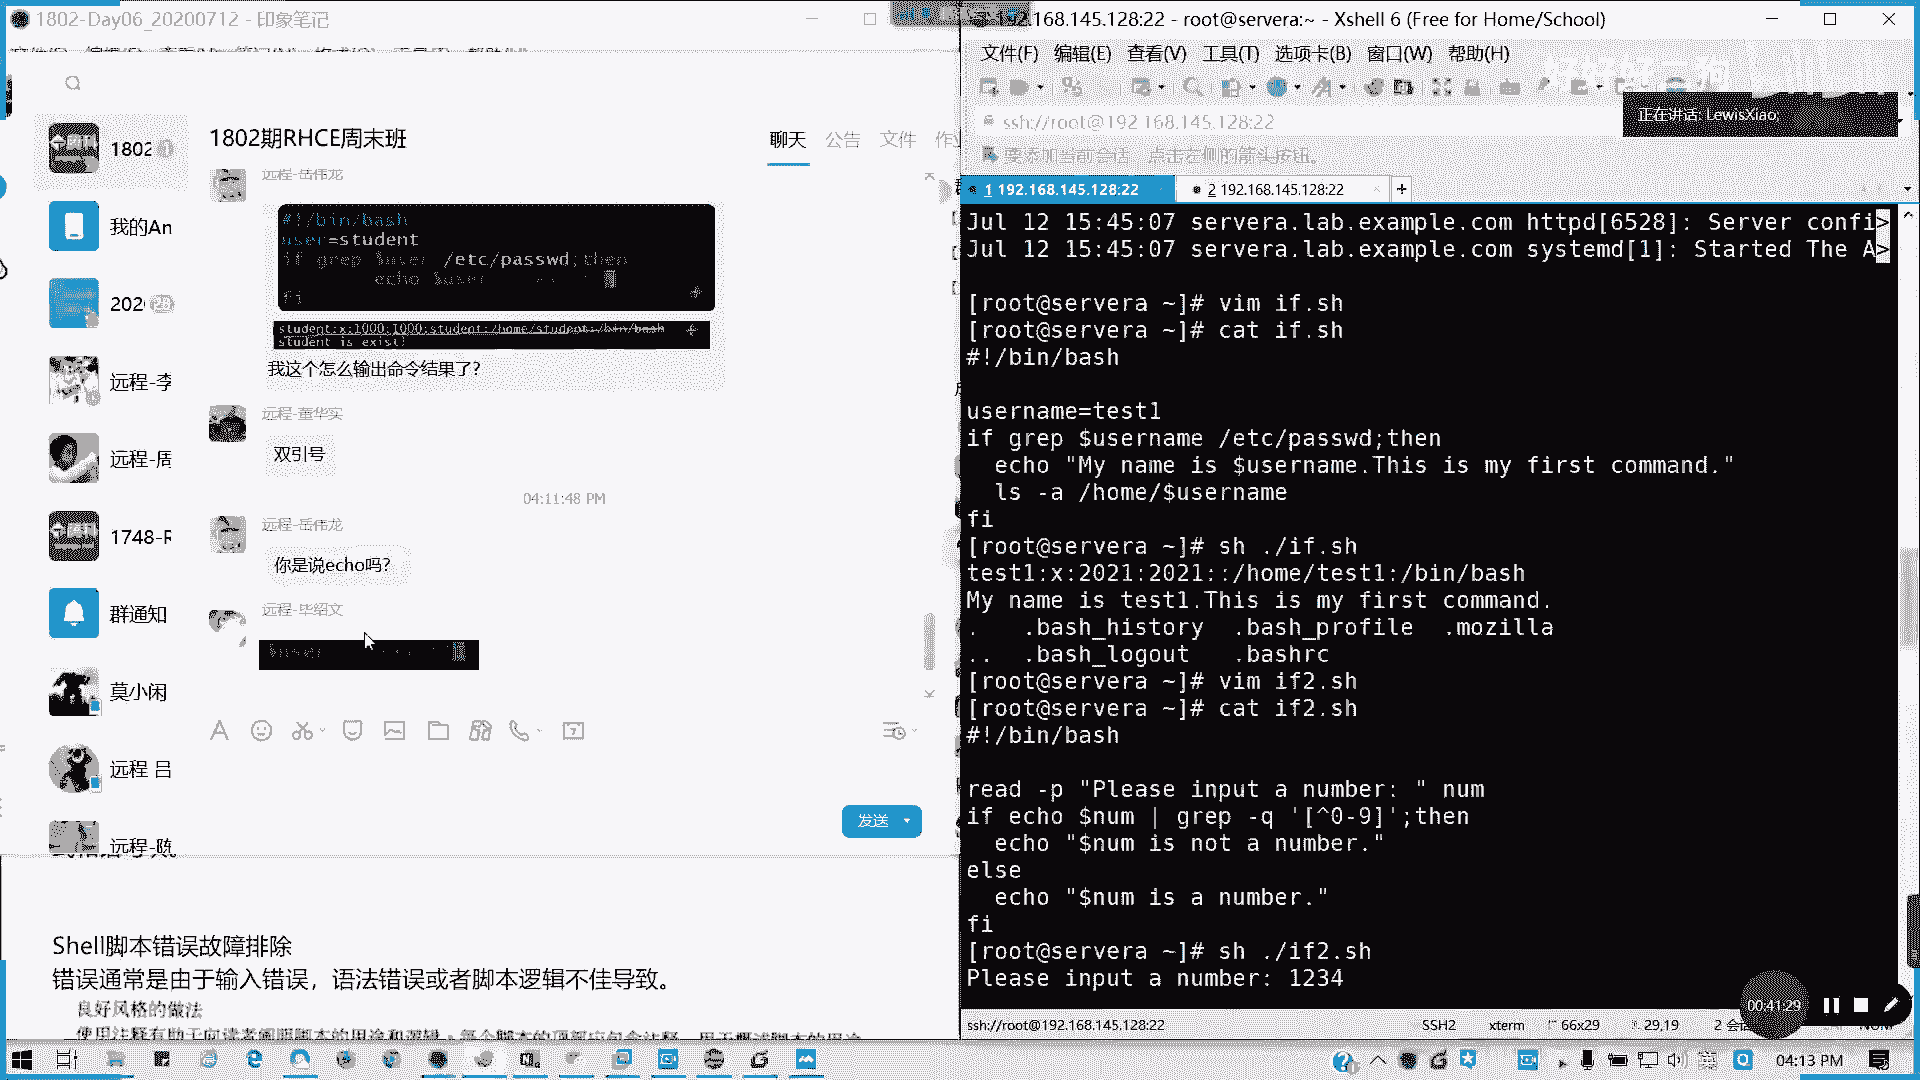 1802-Day06_20200712 - 印象笔记
1802
我的An
202
远程-李
远程-周
1748-R
群通知
莫小闲
远程 吕
远程-陈
1802期RHCE周末班
聊天
公告
文件
远程-岳伟龙
#!/bin/bash
user=student
if grep $user /etc/passwd;then
echo $user
fi
student:x:1000:1000:student:/home/student:/bin/bash
student is exist!
我这个怎么输出命令结果了?
远程-董华实
双引号
04:11:48 PM
远程-岳伟龙
你是说echo吗?
远程-毕绍文
$user
发送
Shell脚本错误故障排除
错误通常是由于输入错误，语法错误或者脚本逻辑不佳导致。
良好风格的做法
192.168.145.128:22 - root@servera:~ - Xshell 6 (Free for Home/School)
文件(F) 编辑(E) 查看(V) 工具(T) 选项卡(B) 窗口(W) 帮助(H)
ssh://root@192.168.145.128:22
正在讲话: LewisXiao;
要添加当前会话，点击左侧的箭头按钮。
1 192.168.145.128:22
2 192.168.145.128:22
Jul 12 15:45:07 servera.lab.example.com httpd[6528]: Server confi>
Jul 12 15:45:07 servera.lab.example.com systemd[1]: Started The A>
[root@servera ~]# vim if.sh
[root@servera ~]# cat if.sh
#!/bin/bash
username=test1
if grep $username /etc/passwd;then
echo "My name is $username.This is my first command."
ls -a /home/$username
fi
[root@servera ~]# sh ./if.sh
test1:x:2021:2021::/home/test1:/bin/bash
My name is test1.This is my first command.
. .bash_history .bash_profile .mozilla
.. .bash_logout .bashrc
[root@servera ~]# vim if2.sh
[root@servera ~]# cat if2.sh
#!/bin/bash
read -p "Please input a number: " num
if echo $num | grep -q '[^0-9]';then
echo "$num is not a number."
else
echo "$num is a number."
fi
[root@servera ~]# sh ./if2.sh
Please input a number: 1234
00:41:29
ssh://root@192.168.145.128:22
SSH2
xterm
66x29
29,19
04:13 PM